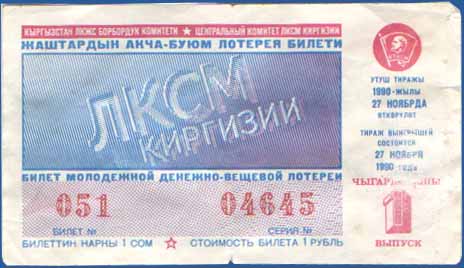 КЫРГЫЗСТАН ЛКЖС БОРБОРДУК КОМИТЕТИ ★ ЦЕНТРАЛЬНЫЙ КОМИТЕТ ЛКСМ КИРГИЗИИ
ЖАШТАРДЫН АКЧА-БУЮМ ЛОТЕРЕЯ БИЛЕТИ
ЛКСМ
КИРГИЗИИ
БИЛЕТ МОЛОДЕЖНОЙ ДЕНЕЖНО-ВЕЩЕВОЙ ЛОТЕРЕИ
051 04645
БИЛЕТ № СЕРИЯ №
БИЛЕТТИН НАРКЫ 1 СОМ ★ СТОИМОСТЬ БИЛЕТА 1 РУБЛЬ
УТУШ ТИРАЖЫ
1990-ЖЫЛЫ
27 НОЯБРДА
ӨТКӨРҮЛӨТ
ТИРАЖ ВЫИГРЫШЕЙ
СОСТОИТСЯ
27 НОЯБРЯ
1990 года
1
ВЫПУСК